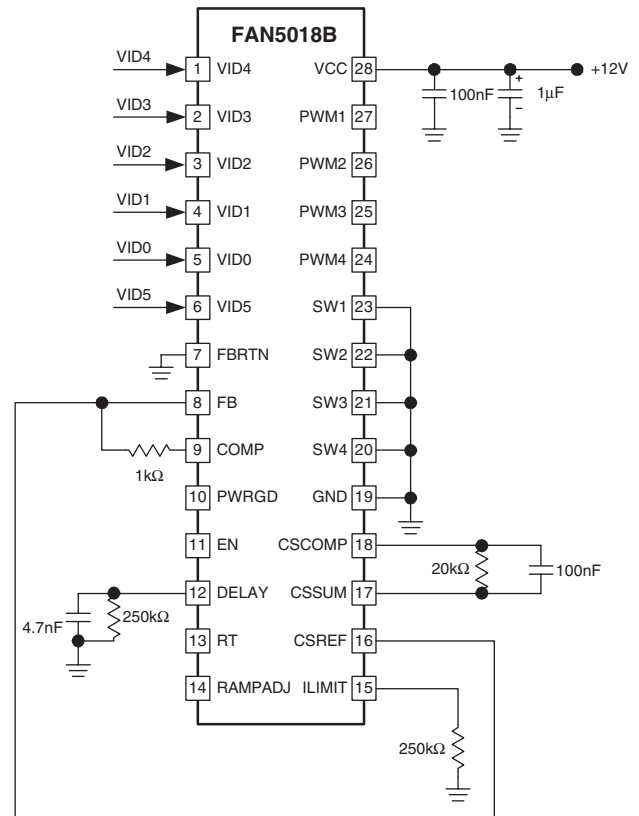 FAN5018B
VID4
1 VID4
VCC 28
+12V
100nF
+
1µF
–
VID3
2 VID3
PWM1 27
VID2
3 VID2
PWM2 26
VID1
4 VID1
PWM3 25
VID0
5 VID0
PWM4 24
VID5
6 VID5
SW1 23
7 FBRTN
SW2 22
8 FB
SW3 21
9 COMP
SW4 20
1kΩ
10 PWRGD
GND 19
11 EN
CSCOMP 18
20kΩ
100nF
12 DELAY
CSSUM 17
4.7nF
250kΩ
13 RT
CSREF 16
14 RAMPADJ
ILIMIT 15
250kΩ